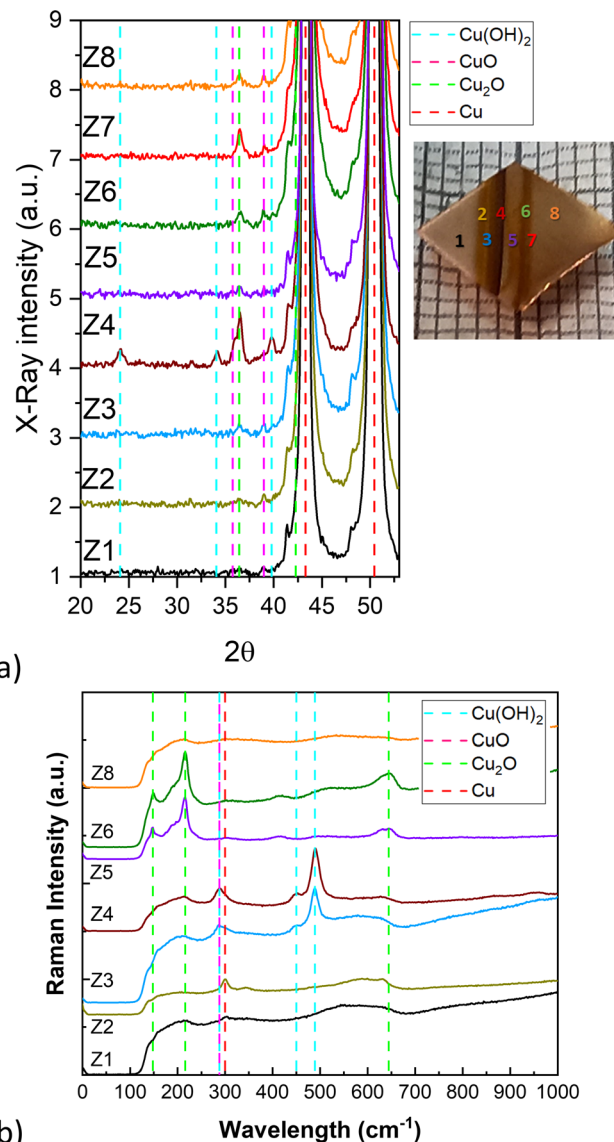 9
8
7
6
5
4
3
2
1
Z8
Z7
Z6
Z5
Z4
Z3
Z2
Z1
X-Ray intensity (a.u.)
20 25 30 35 40 45 50
2θ
Cu(OH)₂
CuO
Cu₂O
Cu
2 4 6 8
1 3 5 7
a)
Z8
Z6
Z5
Z4
Z3
Z2
Z1
Raman Intensity (a.u.)
Cu(OH)₂
CuO
Cu₂O
Cu
0 100 200 300 400 500 600 700 800 900 1000
Wavelength (cm⁻¹)
b)